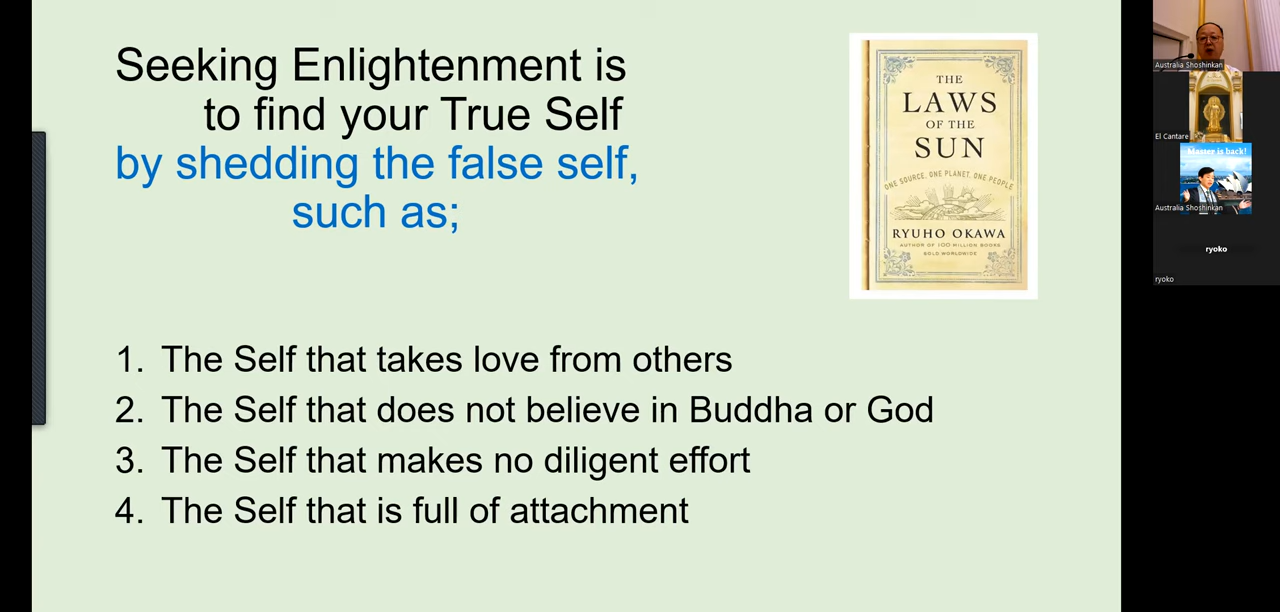 Seeking Enlightenment is
to find your True Self
by shedding the false self,
such as;
THE
LAWS
OF THE
SUN
ONE SOURCE, ONE PLANET, ONE PEOPLE
RYUHO OKAWA
AUTHOR OF 100 MILLION BOOKS
SOLD WORLDWIDE
1. The Self that takes love from others
2. The Self that does not believe in Buddha or God
3. The Self that makes no diligent effort
4. The Self that is full of attachment
Australia Shoshinkan
El Cantare
Master is back!
Australia Shoshinkan
ryoko
ryoko